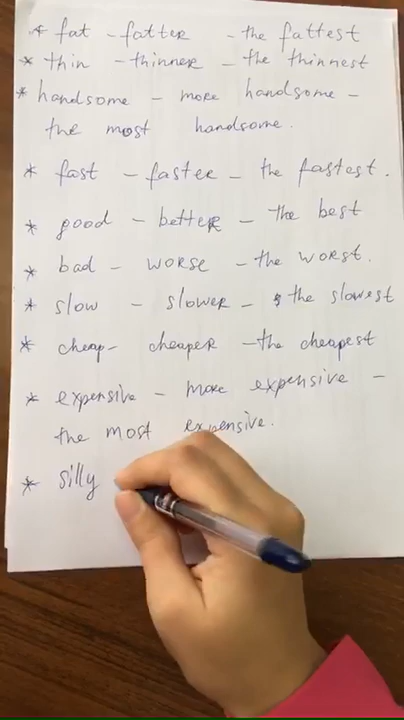 * fat - fatter - the fattest
* thin - thinner - the thinnest
* handsome - more handsome -
the most handsome.
* fast - faster - the fastest.
* good - better - the best
* bad - worse - the worst.
* slow - slower - the slowest
* cheap - cheaper - the cheapest
* expensive - more expensive -
the most expensive.
* silly